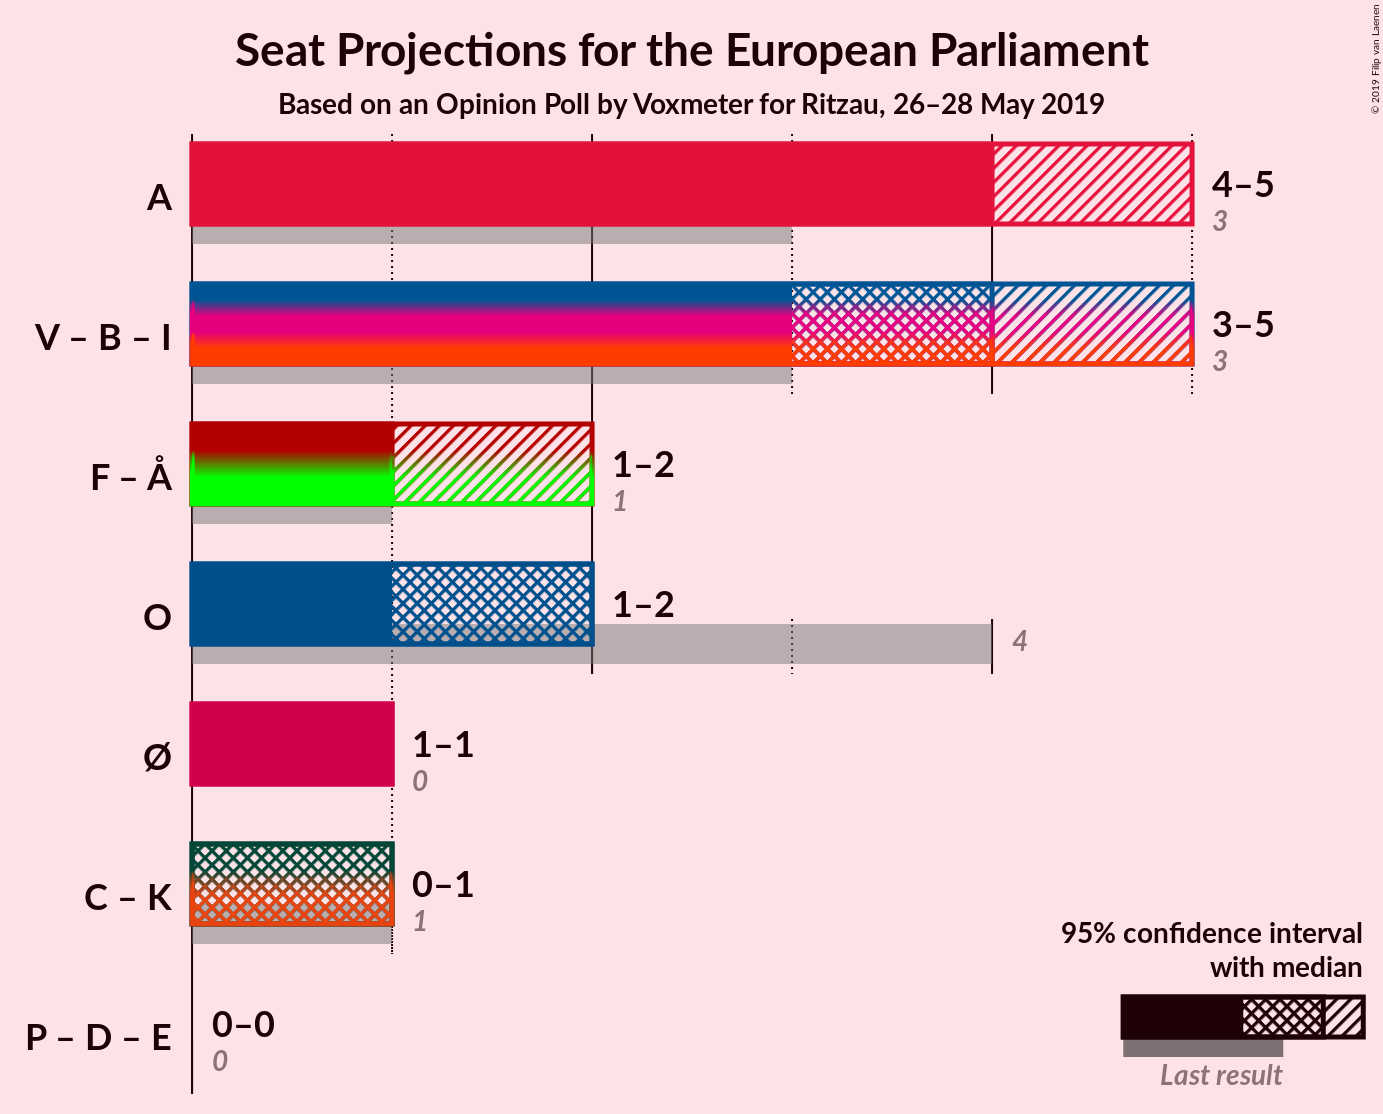 Seat Projections for the European Parliament
Based on an Opinion Poll by Voxmeter for Ritzau, 26–28 May 2019
© 2019 Filip van Laenen
A
4–5
3
V – B – I
3–5
3
F – Å
1–2
1
O
1–2
4
Ø
1–1
0
C – K
0–1
1
P – D – E
0–0
0
95% confidence interval
with median
Last result